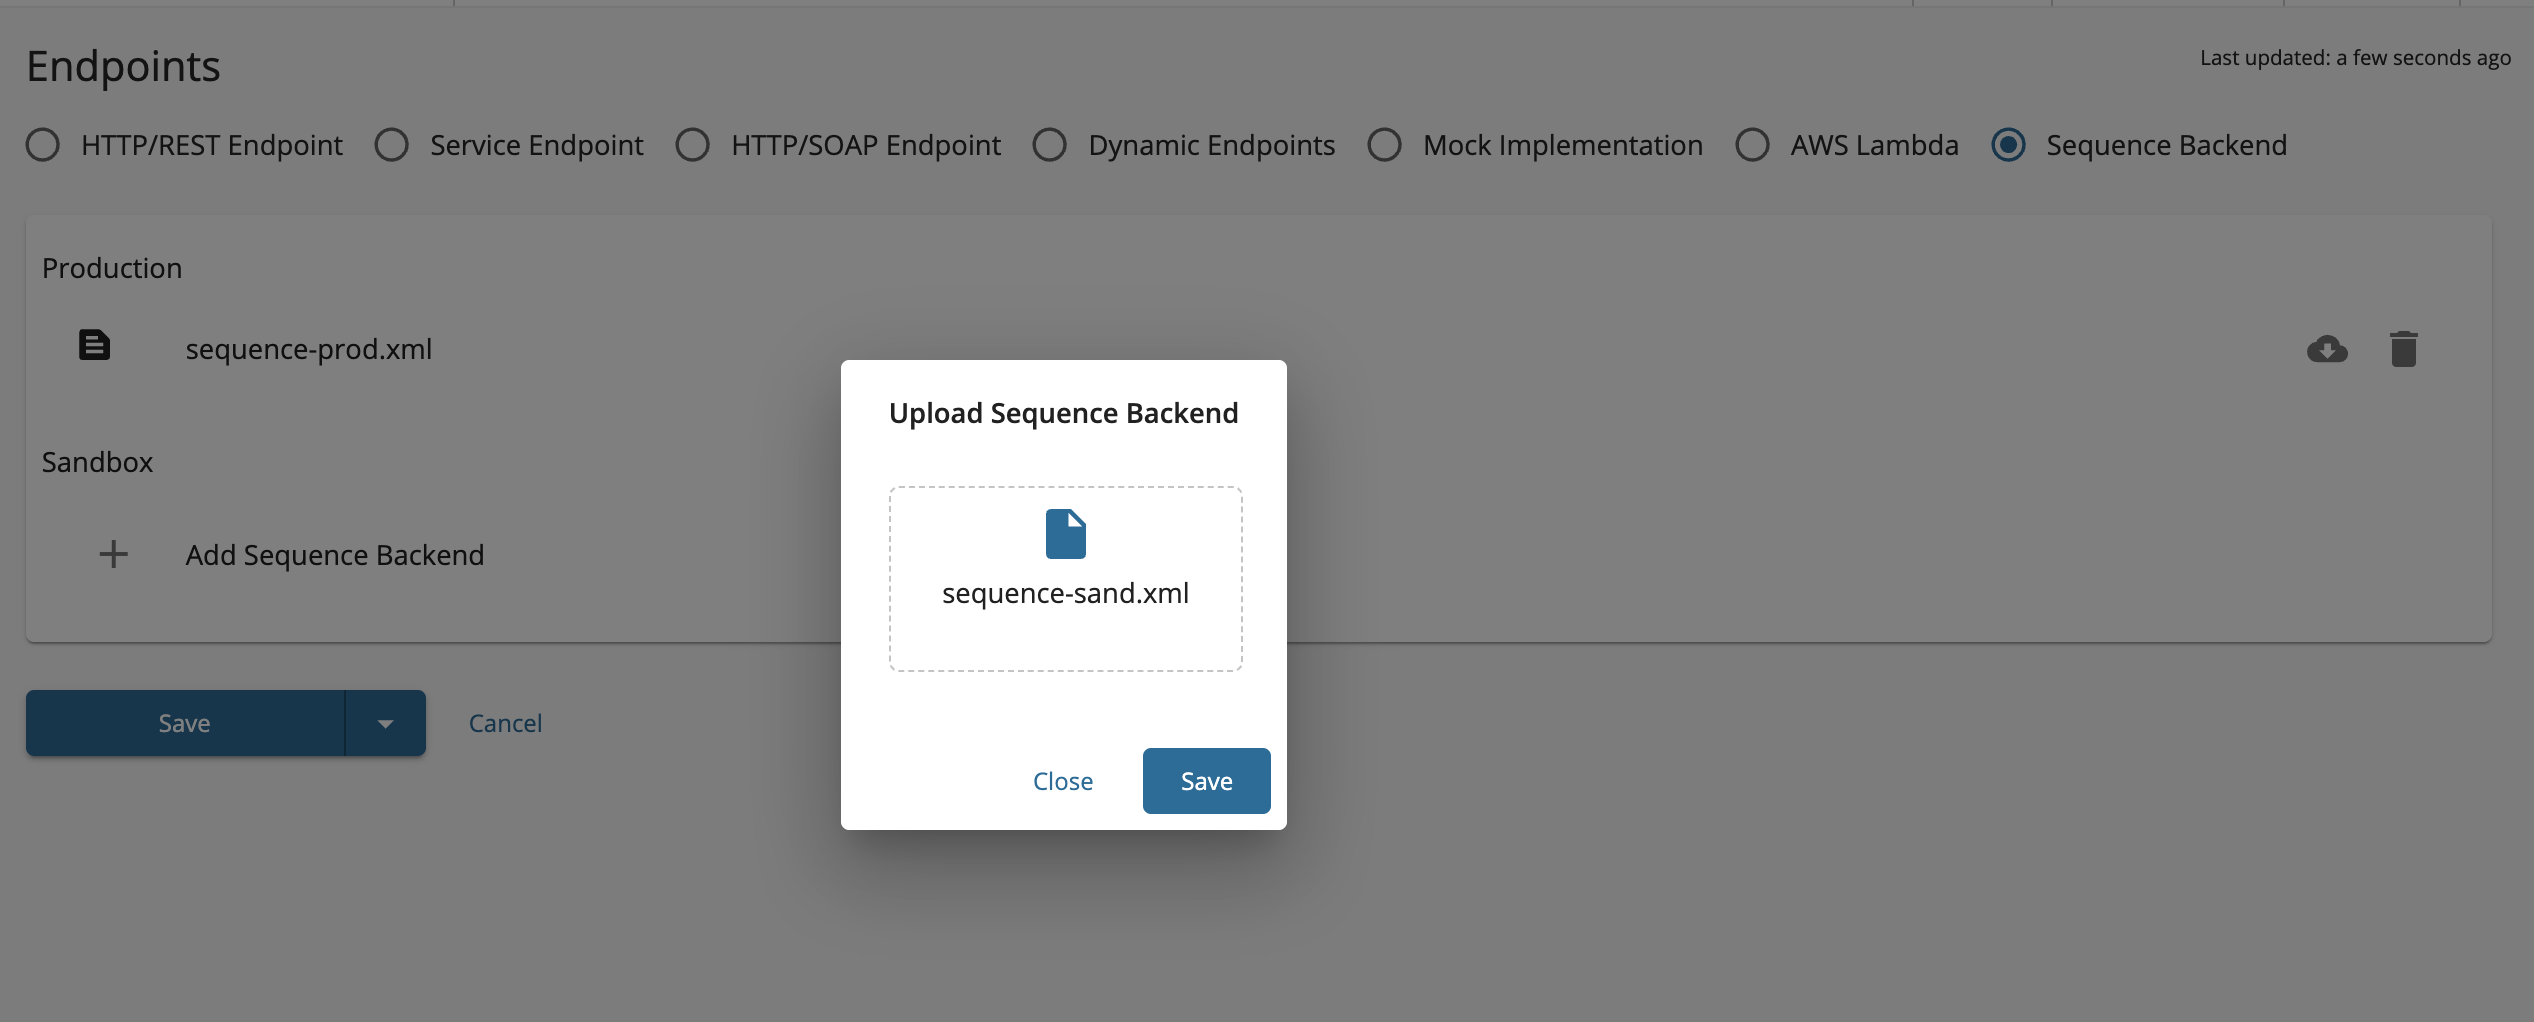 Endpoints
Last updated: a few seconds ago
HTTP/REST Endpoint Service Endpoint HTTP/SOAP Endpoint Dynamic Endpoints Mock Implementation AWS Lambda Sequence Backend
Production
sequence-prod.xml
Sandbox
Add Sequence Backend
Save
Cancel
Upload Sequence Backend
sequence-sand.xml
Close Save